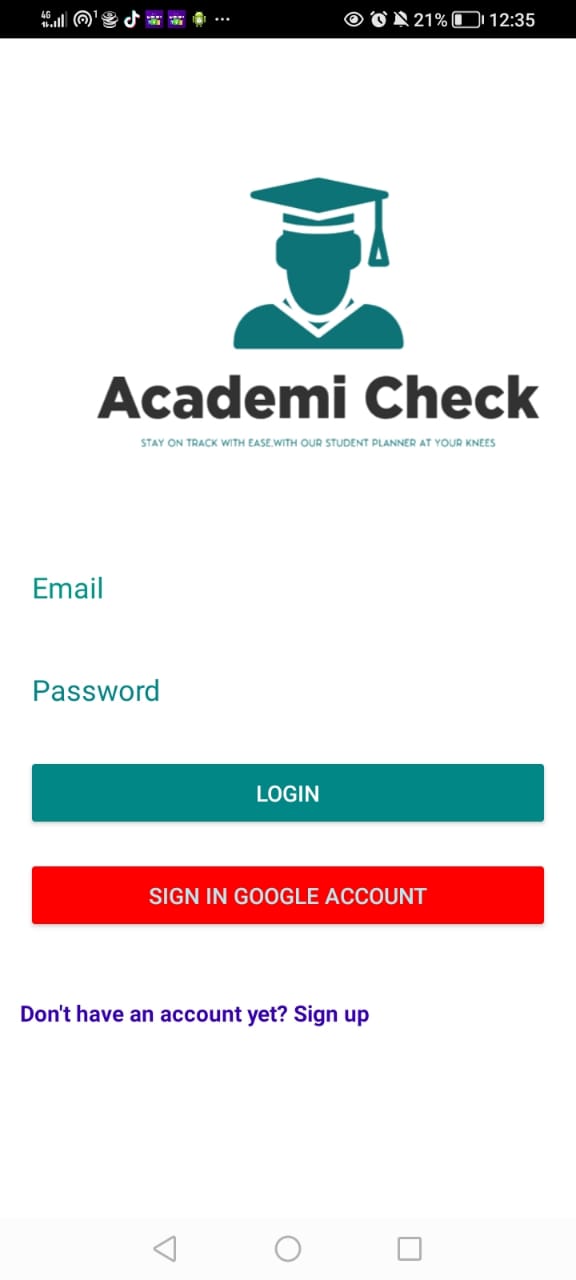 4G 1 21% 12:35
Academi Check
STAY ON TRACK WITH EASE,WITH OUR STUDENT PLANNER AT YOUR KNEES
Email
Password
LOGIN
SIGN IN GOOGLE ACCOUNT
Don't have an account yet? Sign up